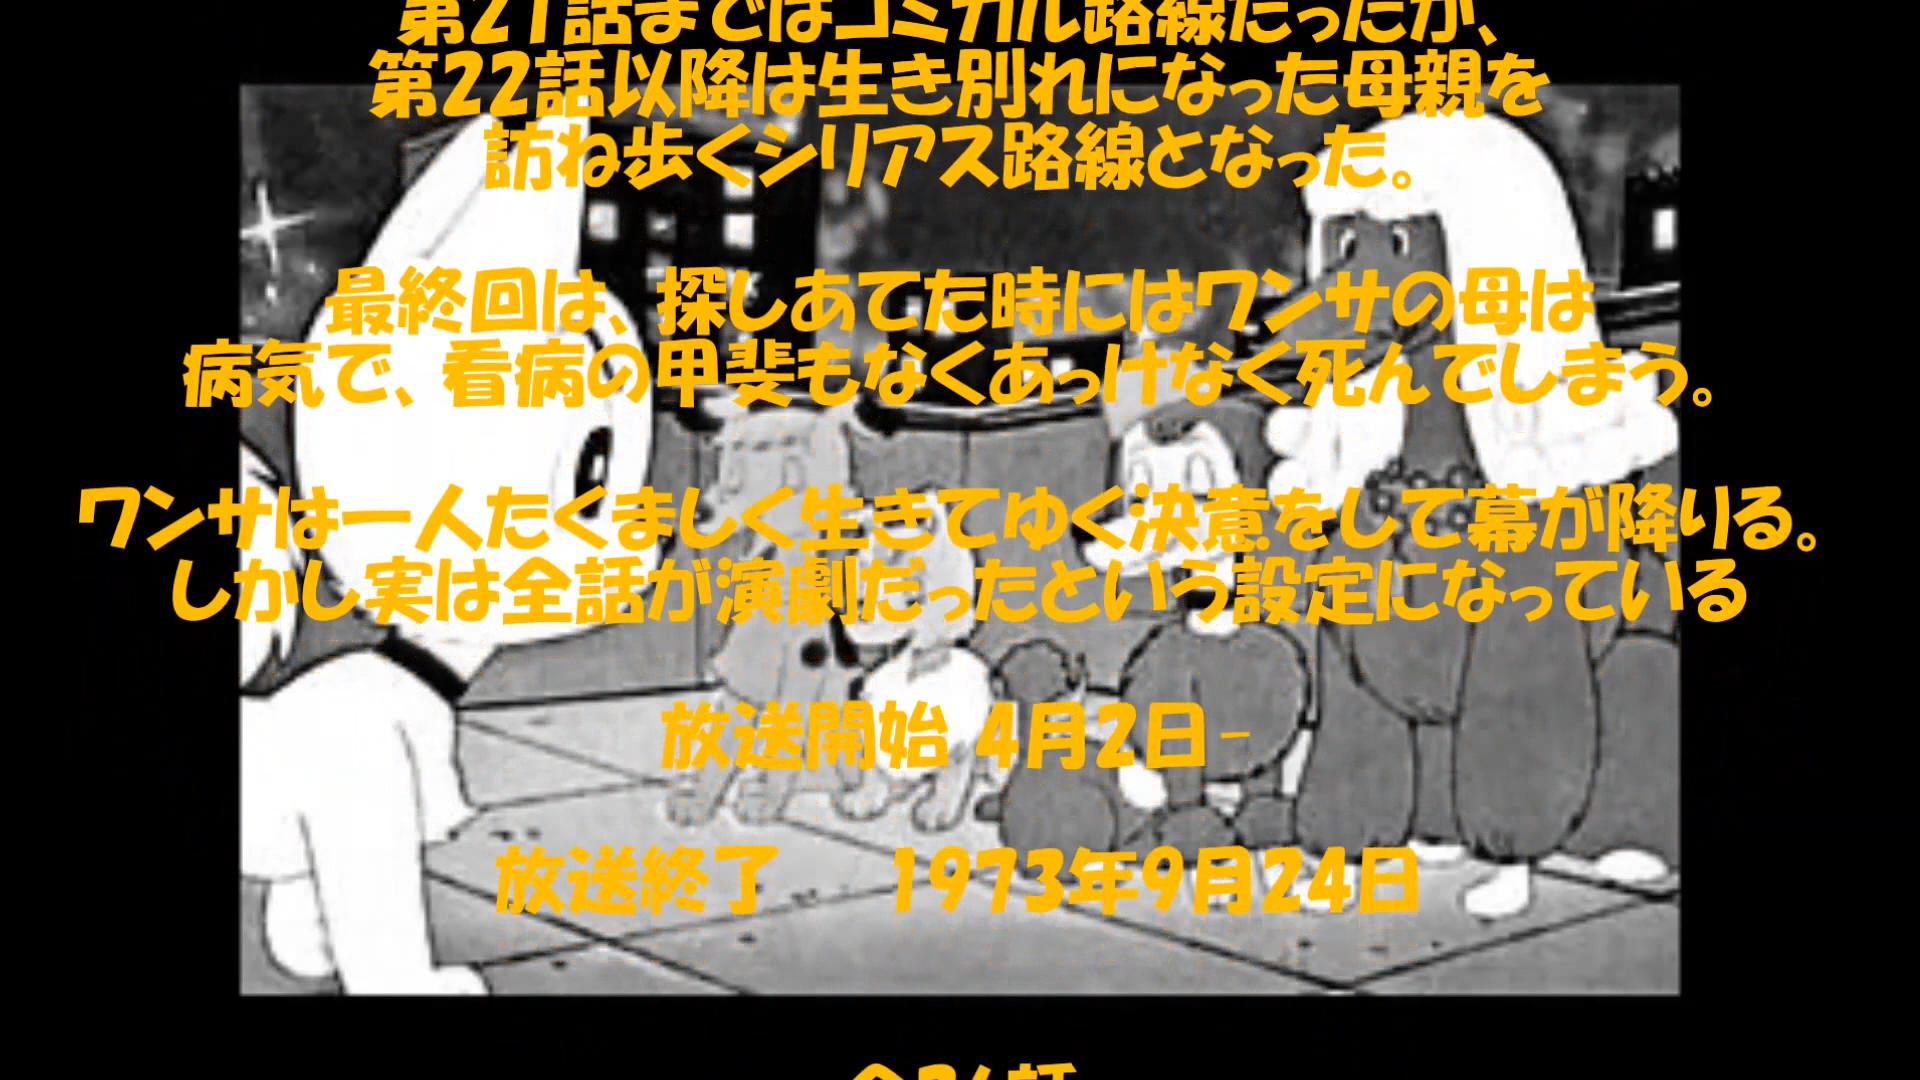 第21話まではコミカル路線だったが、
第22話以降は生き別れになった母親を
訪ね歩くシリアス路線となった。
最終回は、探しあてた時にはワンサの母は
病気で、看病の甲斐もなくあっけなく死んでしまう。
ワンサは一人たくましく生きてゆく決意をして幕が降りる。
しかし実は全話が演劇だったという設定になっている
放送開始 4月2日-
放送終了　1973年9月24日